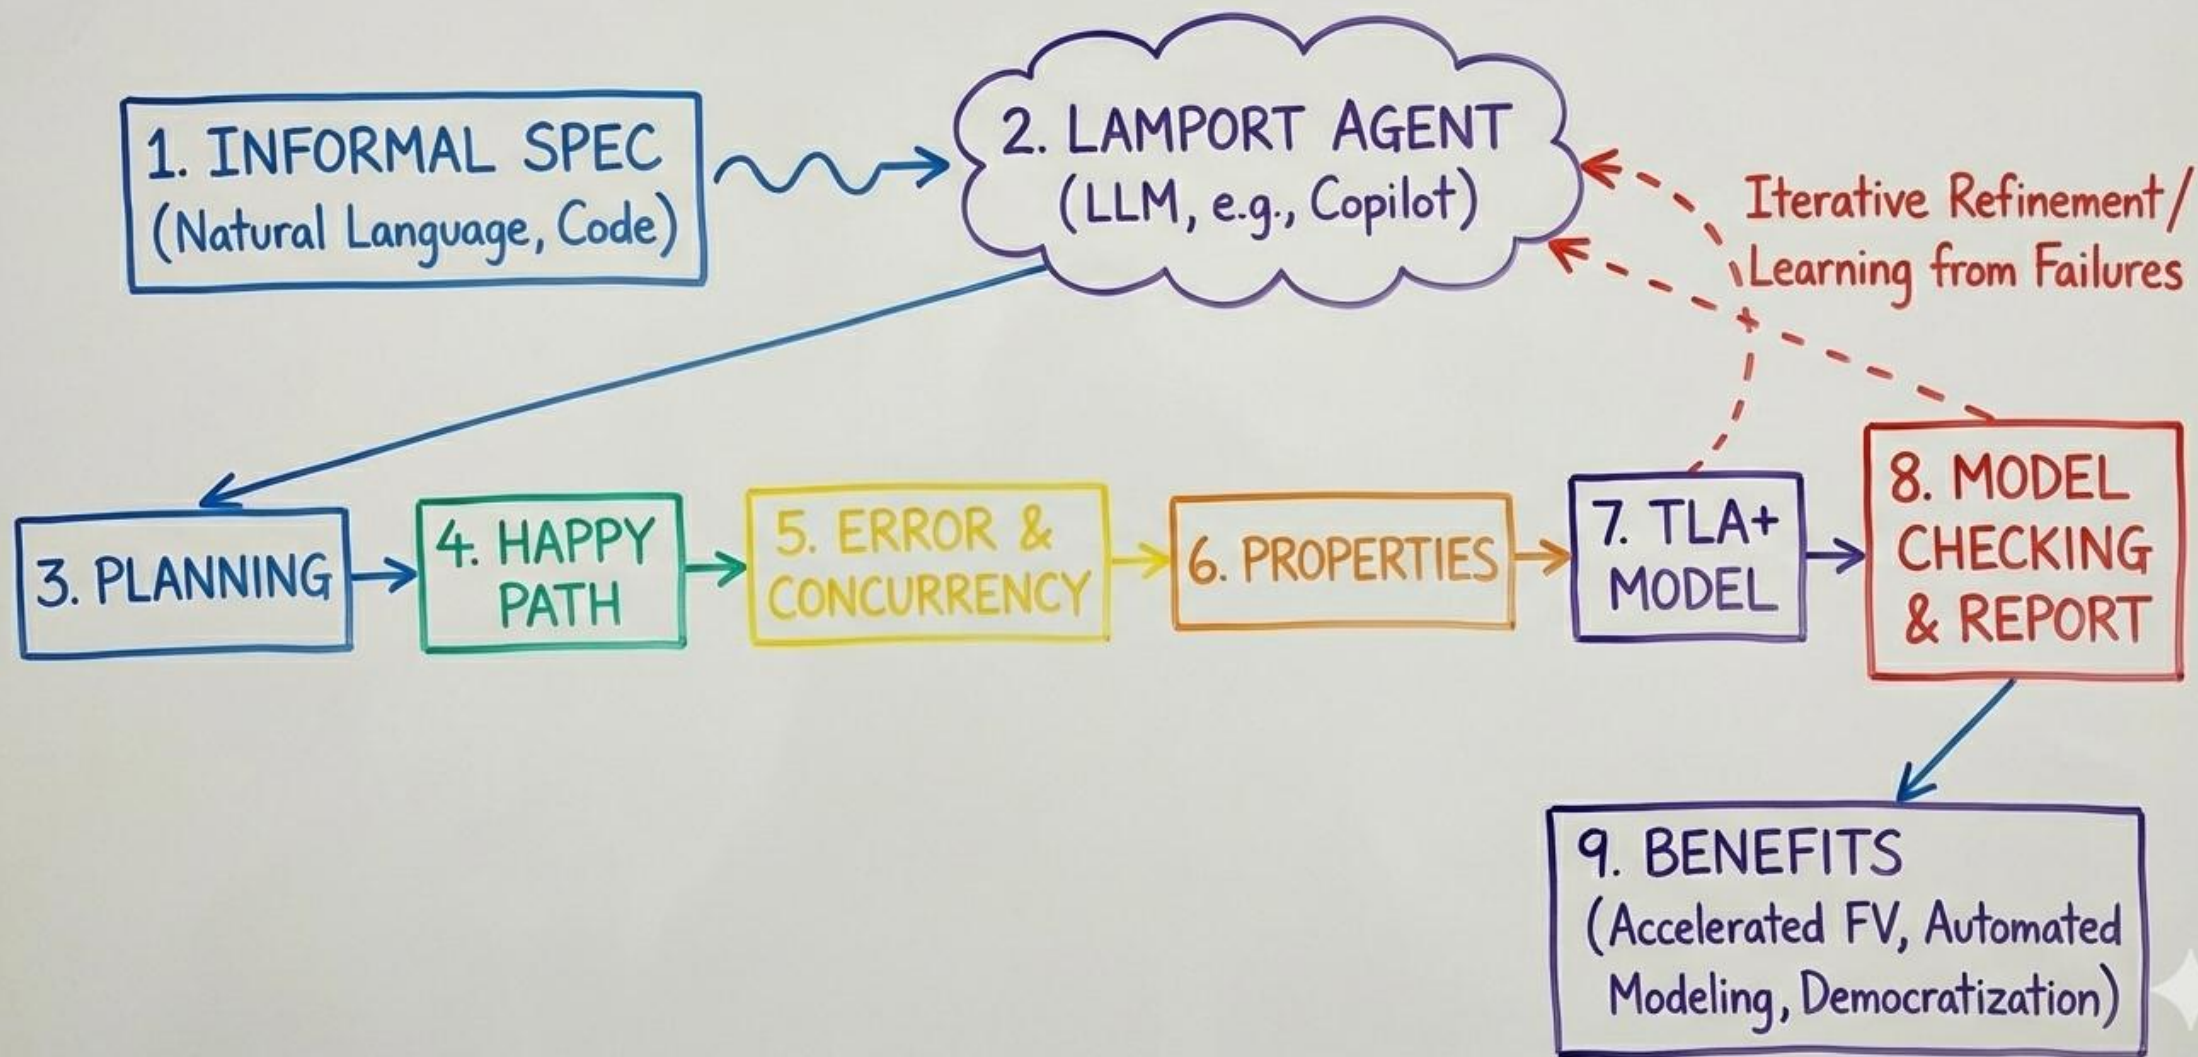 1. INFORMAL SPEC
(Natural Language, Code)
2. LAMPORT AGENT
(LLM, e.g., Copilot)
Iterative Refinement/
Learning from Failures
3. PLANNING
4. HAPPY
PATH
5. ERROR &
CONCURRENCY
6. PROPERTIES
7. TLA+
MODEL
8. MODEL
CHECKING
& REPORT
9. BENEFITS
(Accelerated FV, Automated
Modeling, Democratization)